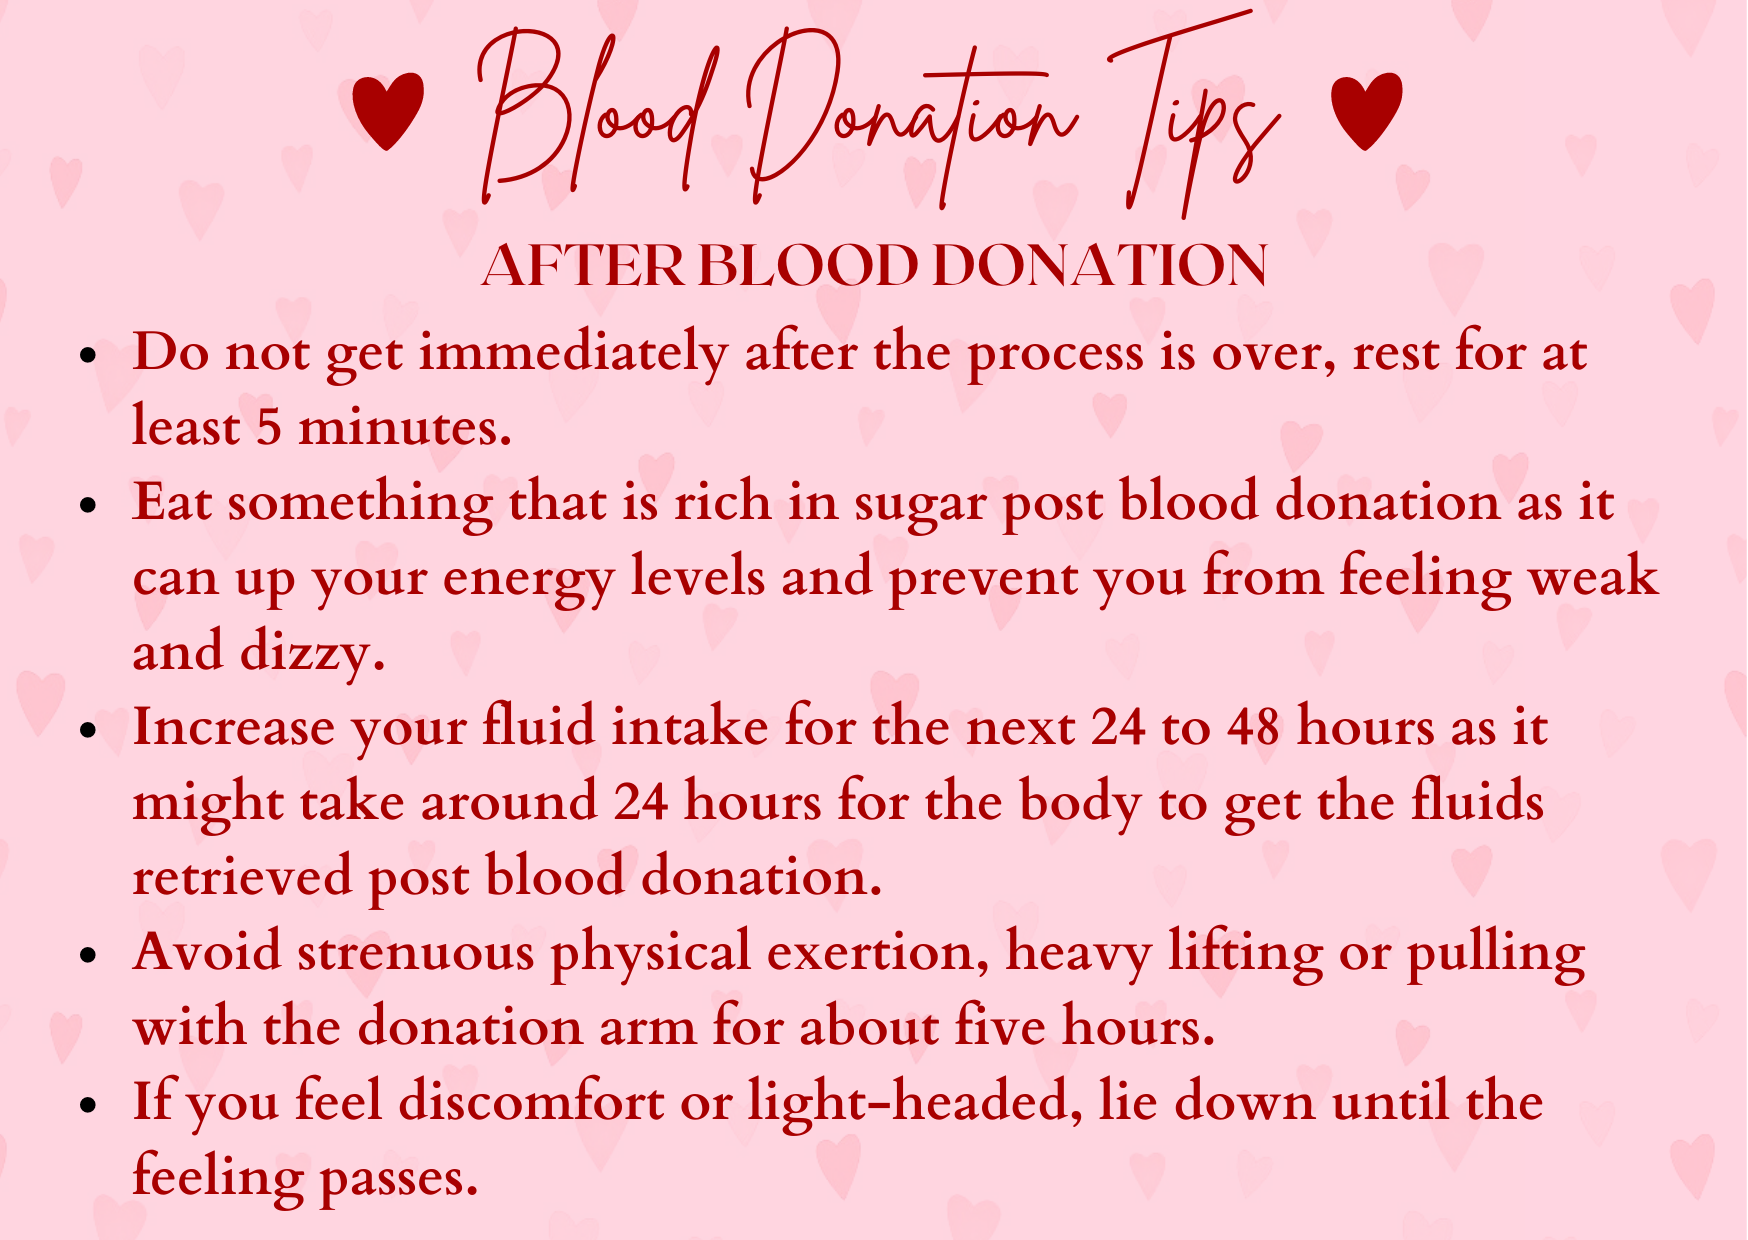 Blood Donation Tips
AFTER BLOOD DONATION
• Do not get immediately after the process is over, rest for at
least 5 minutes.
• Eat something that is rich in sugar post blood donation as it
can up your energy levels and prevent you from feeling weak
and dizzy.
• Increase your fluid intake for the next 24 to 48 hours as it
might take around 24 hours for the body to get the fluids
retrieved post blood donation.
• Avoid strenuous physical exertion, heavy lifting or pulling
with the donation arm for about five hours.
• If you feel discomfort or light-headed, lie down until the
feeling passes.